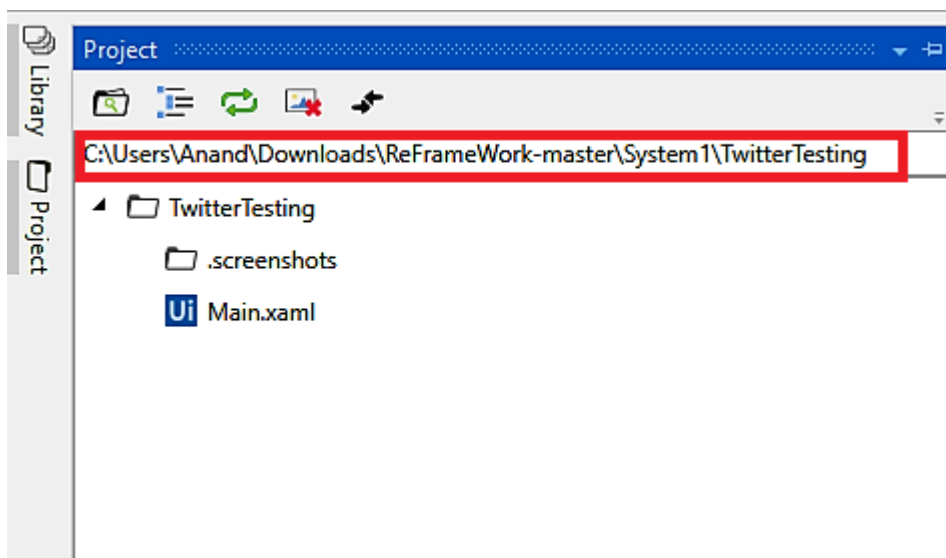 Library
Project
Project
C:\Users\Anand\Downloads\ReFrameWork-master\System1\TwitterTesting
TwitterTesting
.screenshots
Ui Main.xaml